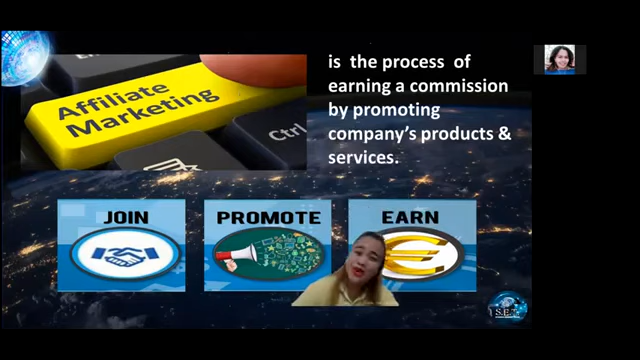 Affiliate
Marketing
Ctrl
is the process of
earning a commission
by promoting
company's products &
services.
JOIN
PROMOTE
EARN